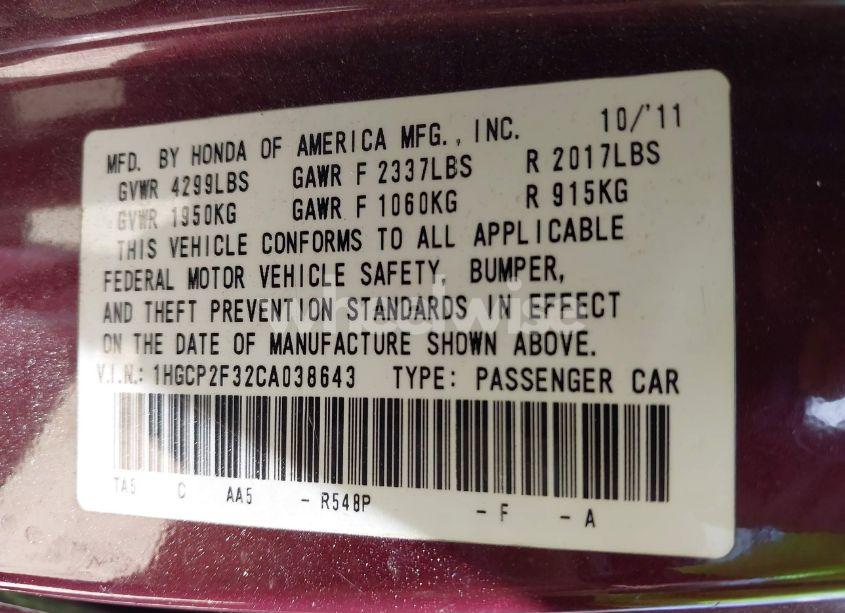 MFD. BY HONDA OF AMERICA MFG., INC. 10/'11
GVWR 4299LBS GAWR F 2337LBS R 2017LBS
GVWR 1950KG GAWR F 1060KG R 915KG
THIS VEHICLE CONFORMS TO ALL APPLICABLE
FEDERAL MOTOR VEHICLE SAFETY, BUMPER,
AND THEFT PREVENTION STANDARDS IN EFFECT
ON THE DATE OF MANUFACTURE SHOWN ABOVE.
V.I.N.: 1HGCP2F32CA038643 TYPE: PASSENGER CAR
TA5 C AA5 - R548P - F - A
wheelwise